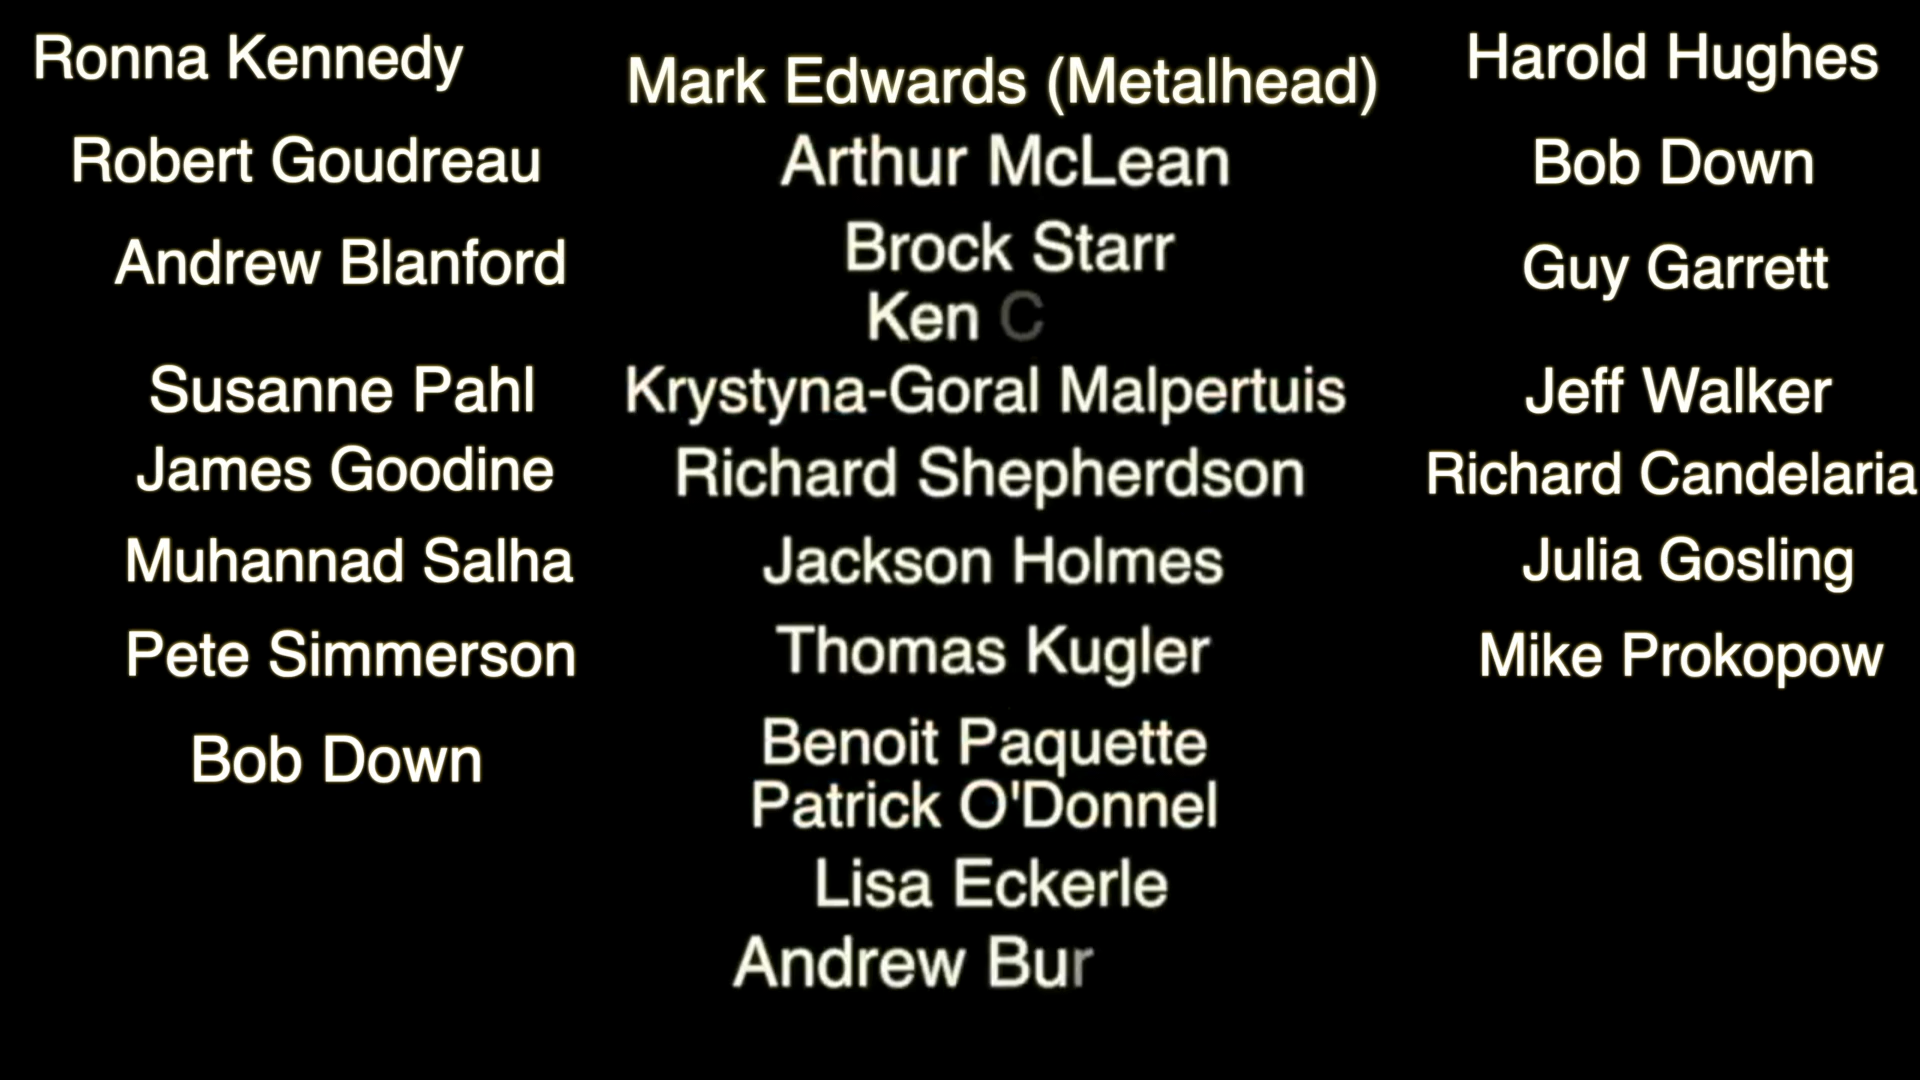 Ronna Kennedy
Robert Goudreau
Andrew Blanford
Susanne Pahl
James Goodine
Muhannad Salha
Pete Simmerson
Bob Down
Mark Edwards (Metalhead)
Arthur McLean
Brock Starr
Ken C
Krystyna-Goral Malpertuis
Richard Shepherdson
Jackson Holmes
Thomas Kugler
Benoit Paquette
Patrick O'Donnel
Lisa Eckerle
Andrew Bur
Harold Hughes
Bob Down
Guy Garrett
Jeff Walker
Richard Candelaria
Julia Gosling
Mike Prokopow